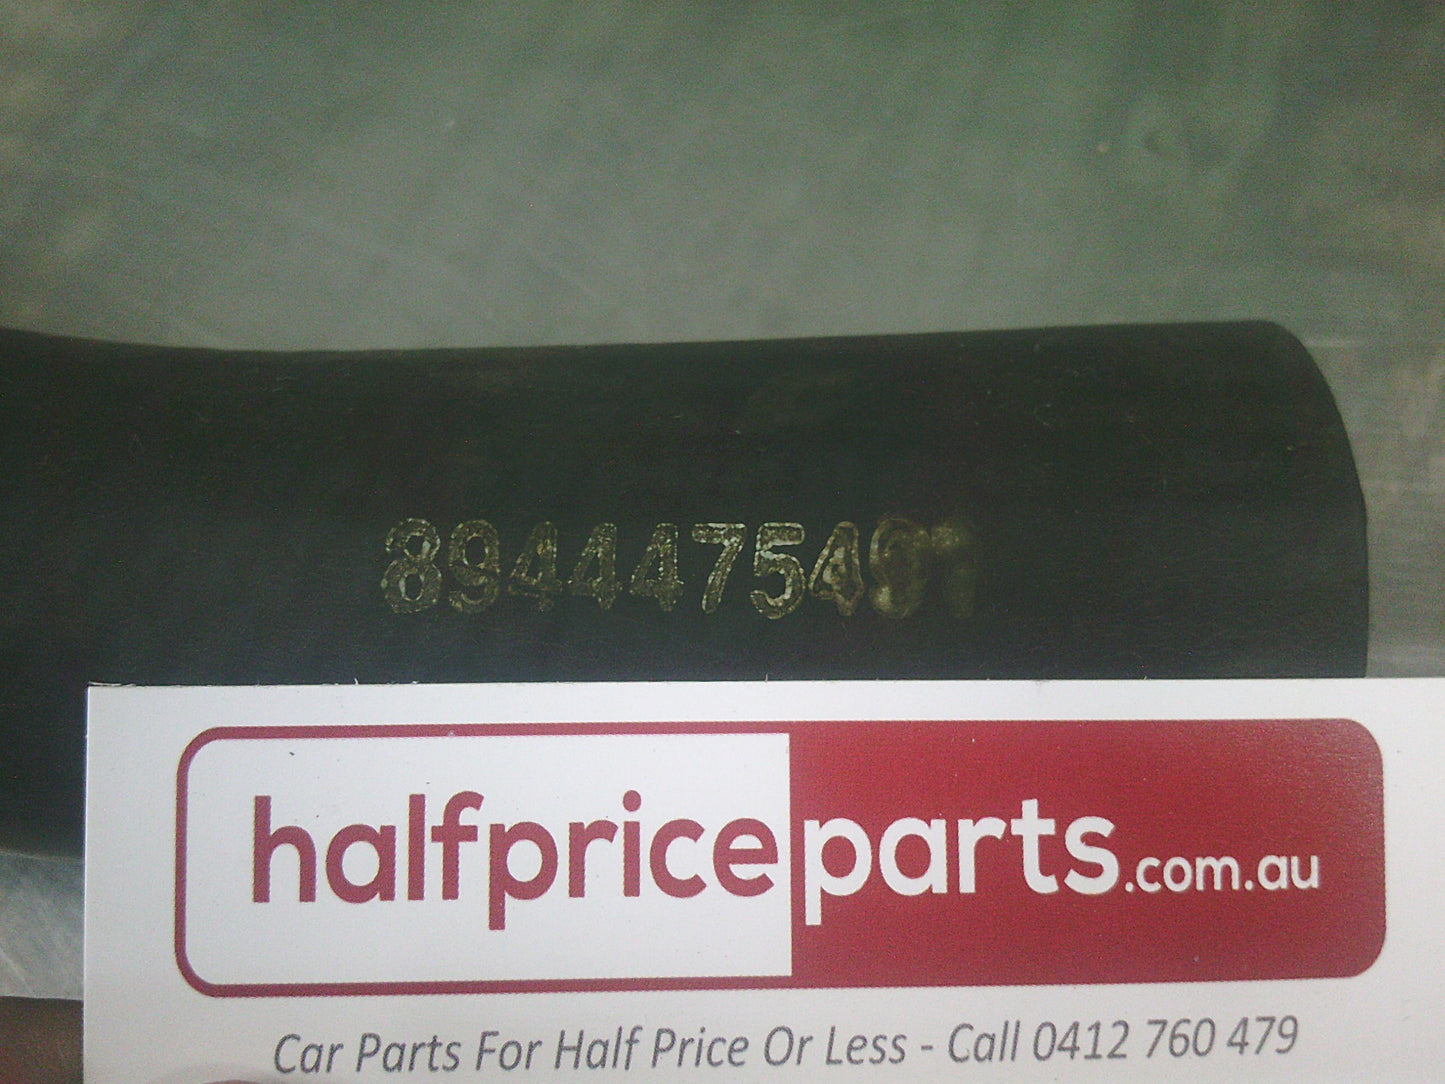 8944475491
halfpriceparts.com.au
Car Parts For Half Price Or Less - Call 0412 760 479